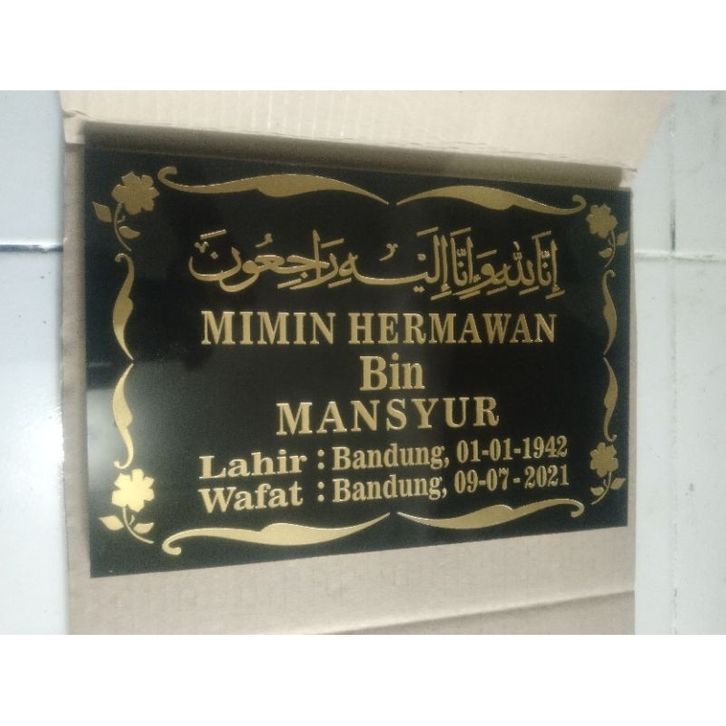 إِنَّا لِلّٰهِ وَإِنَّا إِلَيْهِ رَاجِعُونَ
MIMIN HERMAWAN
Bin
MANSYUR
Lahir : Bandung, 01-01-1942
Wafat : Bandung, 09-07-2021